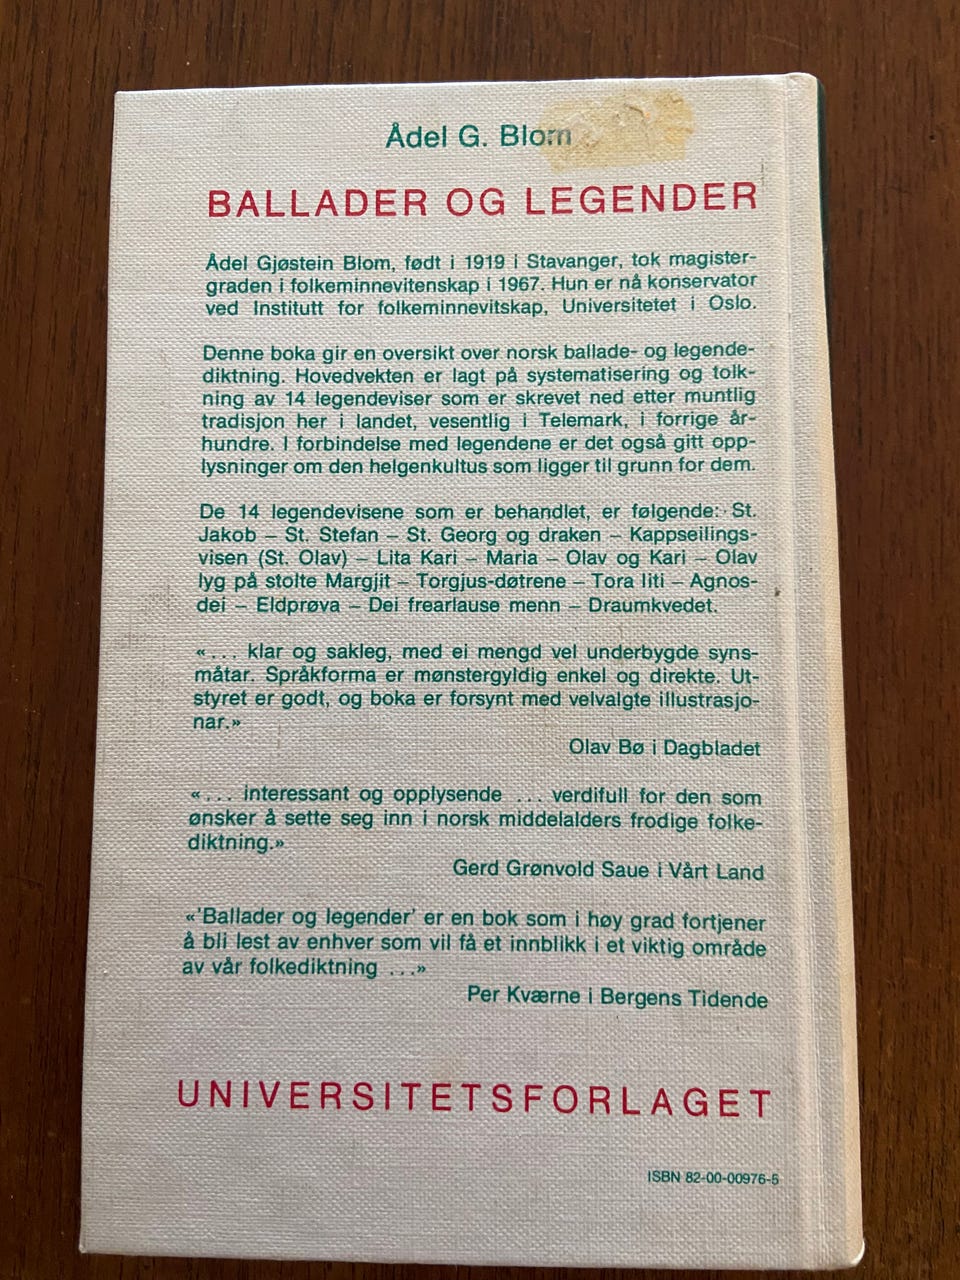 Ådel G. Blom
BALLADER OG LEGENDER
Ådel Gjøstein Blom, født i 1919 i Stavanger, tok magister-
graden i folkeminnevitenskap i 1967. Hun er nå konservator
ved Institutt for folkeminnevitskap, Universitetet i Oslo.
Denne boka gir en oversikt over norsk ballade- og legende-
diktning. Hovedvekten er lagt på systematisering og tolk-
ning av 14 legendeviser som er skrevet ned etter muntlig
tradisjon her i landet, vesentlig i Telemark, i forrige år-
hundre. I forbindelse med legendene er det også gitt opp-
lysninger om den helgenkultus som ligger til grunn for dem.
De 14 legendevisene som er behandlet, er følgende: St.
Jakob – St. Stefan – St. Georg og draken – Kappseilings-
visen (St. Olav) – Lita Kari – Maria – Olav og Kari – Olav
lyg på stolte Margjit – Torgjus-døtrene – Tora liti – Agnos-
dei – Eldprøva – Dei frearlause menn – Draumkvedet.
«... klar og sakleg, med ei mengd vel underbygde syns-
måtar. Språkforma er mønstergyldig enkel og direkte. Ut-
styret er godt, og boka er forsynt med velvalgte illustrasjo-
nar.»
Olav Bø i Dagbladet
«... interessant og opplysende ... verdifull for den som
ønsker å sette seg inn i norsk middelalders frodige folke-
diktning.»
Gerd Grønvold Saue i Vårt Land
«'Ballader og legender' er en bok som i høy grad fortjener
å bli lest av enhver som vil få et innblikk i et viktig område
av vår folkediktning ...»
Per Kværne i Bergens Tidende
UNIVERSITETSFORLAGET
ISBN 82-00-00976-5